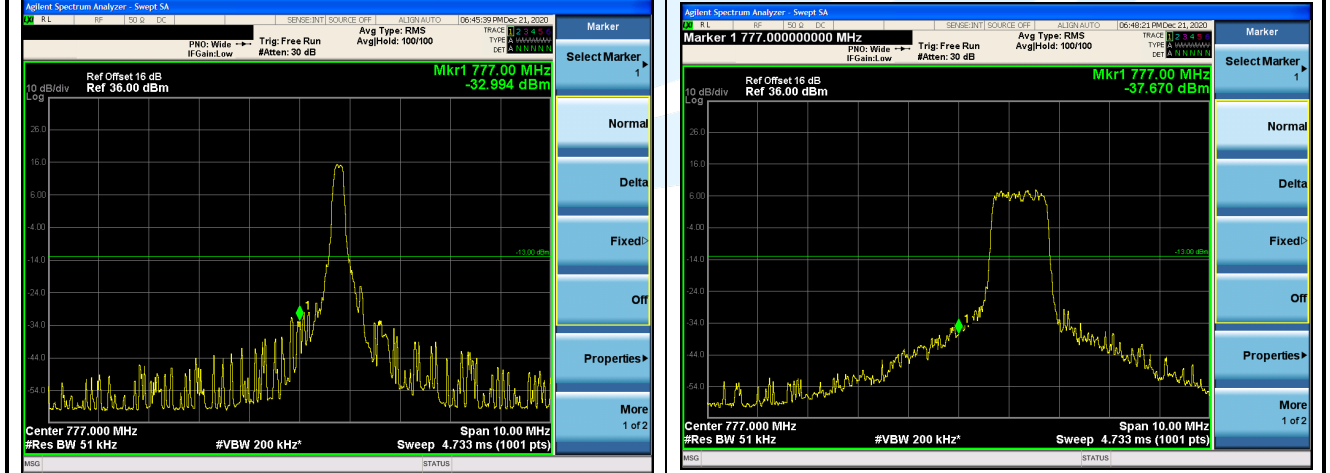 Agilent Spectrum Analyzer - Swept SA
LXI RL RF 50 Ω DC SENSE:INT SOURCE OFF ALIGN AUTO 06:45:39 PM Dec 21, 2020
PNO: Wide
IFGain:Low
Trig: Free Run
#Atten: 30 dB
Avg Type: RMS
Avg|Hold: 100/100
TRACE 1 2 3 4 5 6
TYPE A
DET A N N N N N
Marker
Select Marker
1
Normal
Delta
Fixed
Off
Properties
More
1 of 2
Mkr1 777.00 MHz
-32.994 dBm
Ref Offset 16 dB
10 dB/div Ref 36.00 dBm
Log
26.0
16.0
6.00
-4.00
-13.00 dBm
-14.0
-24.0
1
-34.0
-44.0
-54.0
Center 777.000 MHz Span 10.00 MHz
#Res BW 51 kHz #VBW 200 kHz* Sweep 4.733 ms (1001 pts)
MSG STATUS
Agilent Spectrum Analyzer - Swept SA
LXI RL RF 50 Ω DC SENSE:INT SOURCE OFF ALIGN AUTO 06:48:21 PM Dec 21, 2020
Marker 1 777.000000000 MHz
PNO: Wide
IFGain:Low
Trig: Free Run
#Atten: 30 dB
Avg Type: RMS
Avg|Hold: 100/100
TRACE 1 2 3 4 5 6
TYPE A
DET A N N N N N
Marker
Select Marker
1
Normal
Delta
Fixed
Off
Properties
More
1 of 2
Mkr1 777.00 MHz
-37.670 dBm
Ref Offset 16 dB
10 dB/div Ref 36.00 dBm
Log
26.0
16.0
6.00
-4.00
-13.00 dBm
-14.0
-24.0
1
-34.0
-44.0
-54.0
Center 777.000 MHz Span 10.00 MHz
#Res BW 51 kHz #VBW 200 kHz* Sweep 4.733 ms (1001 pts)
MSG STATUS